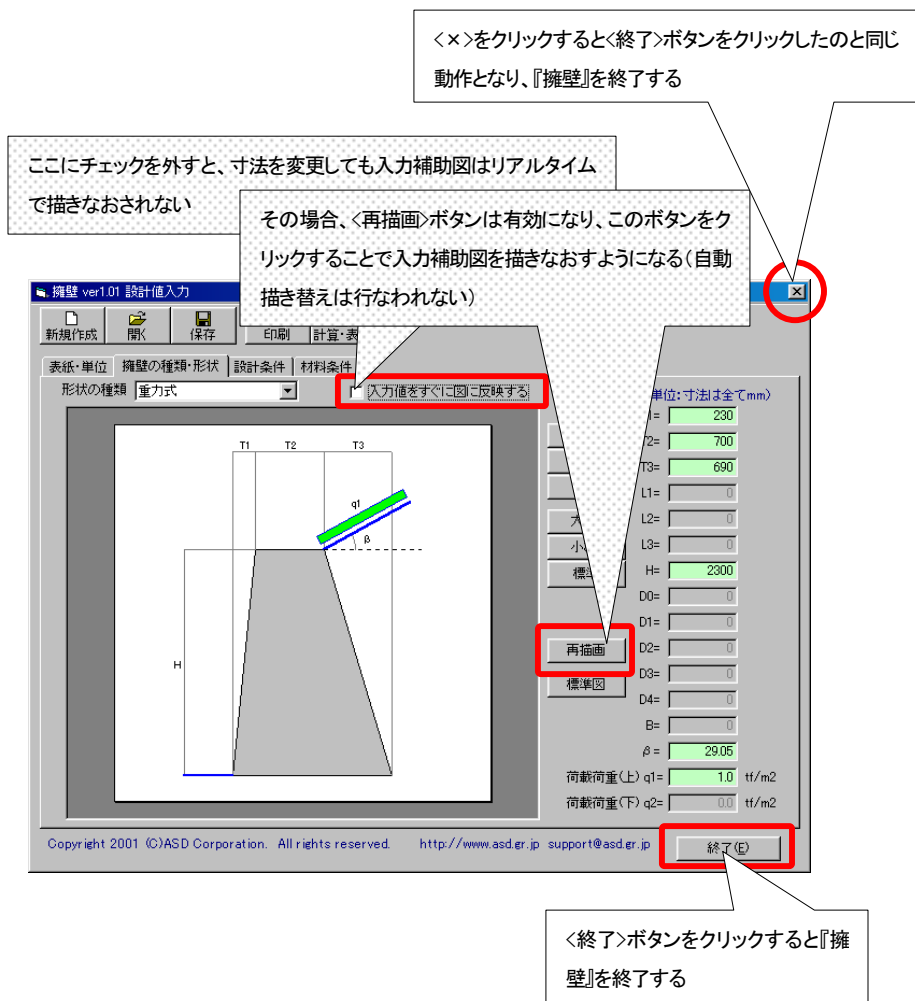 <×>をクリックすると<終了>ボタンをクリックしたのと同じ
動作となり、『擁壁』を終了する
ここにチェックを外すと、寸法を変更しても入力補助図はリアルタイム
で描きなおされない
その場合、<再描画>ボタンは有効になり、このボタンをク
リックすることで入力補助図を描きなおすようになる(自動
描き替えは行なわれない)
擁壁 ver1.01 設計値入力
新規作成 開く 保存 印刷 計算・表
表紙・単位 擁壁の種類・形状 設計条件 材料条件
形状の種類 重力式 入力値をすぐに図に反映する
単位:寸法は全てmm)
1= 230
T2= 700
T3= 690
L1= 0
L2= 0
L3= 0
H= 2300
D0= 0
D1= 0
D2= 0
D3= 0
D4= 0
B= 0
β= 29.05
荷載荷重(上) q1= 1.0 tf/m2
荷載荷重(下) q2= 0.0 tf/m2
標準
再描画
標準図
T1 T2 T3
q1
β
H
Copyright 2001 (C)ASD Corporation. All rights reserved. http://www.asd.gr.jp support@asd.gr.jp
終了(E)
<終了>ボタンをクリックすると『擁
壁』を終了する